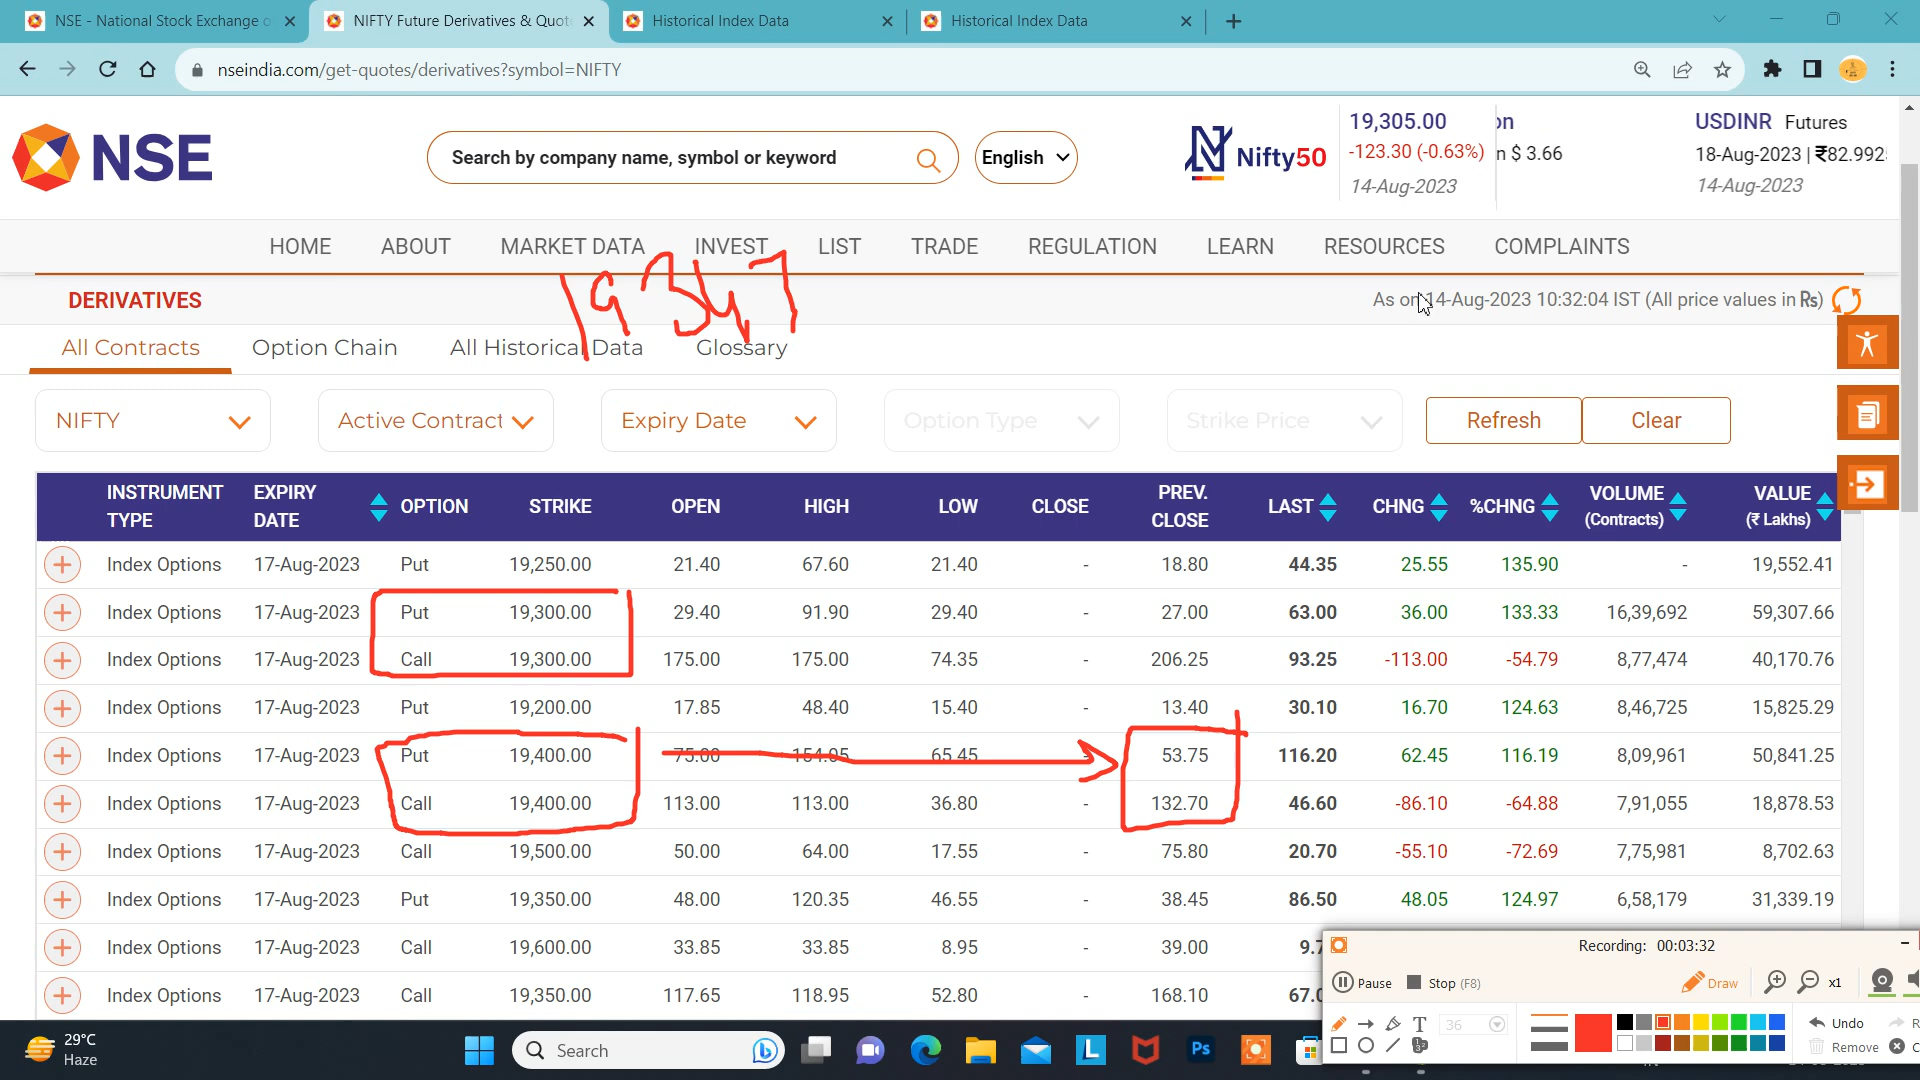 NSE - National Stock Exchange o
NIFTY Future Derivatives & Quot
Historical Index Data
Historical Index Data
nseindia.com/get-quotes/derivatives?symbol=NIFTY
NSE
Search by company name, symbol or keyword
English
Nifty50
19,305.00
-123.30 (-0.63%)
14-Aug-2023
on
n $ 3.66
USDINR Futures
18-Aug-2023 | ₹82.992
14-Aug-2023
HOME ABOUT MARKET DATA INVEST LIST TRADE REGULATION LEARN RESOURCES COMPLAINTS
19347
DERIVATIVES
As on 14-Aug-2023 10:32:04 IST (All price values in Rs)
All Contracts Option Chain All Historical Data Glossary
NIFTY Active Contract Expiry Date Option Type Strike Price Refresh Clear
INSTRUMENT TYPE EXPIRY DATE OPTION STRIKE OPEN HIGH LOW CLOSE PREV. CLOSE LAST CHNG %CHNG VOLUME (Contracts) VALUE (₹ Lakhs)
Index Options 17-Aug-2023 Put 19,250.00 21.40 67.60 21.40 - 18.80 44.35 25.55 135.90 - 19,552.41
Index Options 17-Aug-2023 Put 19,300.00 29.40 91.90 29.40 - 27.00 63.00 36.00 133.33 16,39,692 59,307.66
Index Options 17-Aug-2023 Call 19,300.00 175.00 175.00 74.35 - 206.25 93.25 -113.00 -54.79 8,77,474 40,170.76
Index Options 17-Aug-2023 Put 19,200.00 17.85 48.40 15.40 - 13.40 30.10 16.70 124.63 8,46,725 15,825.29
Index Options 17-Aug-2023 Put 19,400.00 75.00 154.05 65.45 - 53.75 116.20 62.45 116.19 8,09,961 50,841.25
Index Options 17-Aug-2023 Call 19,400.00 113.00 113.00 36.80 - 132.70 46.60 -86.10 -64.88 7,91,055 18,878.53
Index Options 17-Aug-2023 Call 19,500.00 50.00 64.00 17.55 - 75.80 20.70 -55.10 -72.69 7,75,981 8,702.63
Index Options 17-Aug-2023 Put 19,350.00 48.00 120.35 46.55 - 38.45 86.50 48.05 124.97 6,58,179 31,339.19
Index Options 17-Aug-2023 Call 19,600.00 33.85 33.85 8.95 - 39.00 9.7
Index Options 17-Aug-2023 Call 19,350.00 117.65 118.95 52.80 - 168.10 67.0
Recording: 00:03:32
Pause Stop (F8) Draw x1
T 36 Undo R
Remove C
29°C
Haze
Search
L
Ps